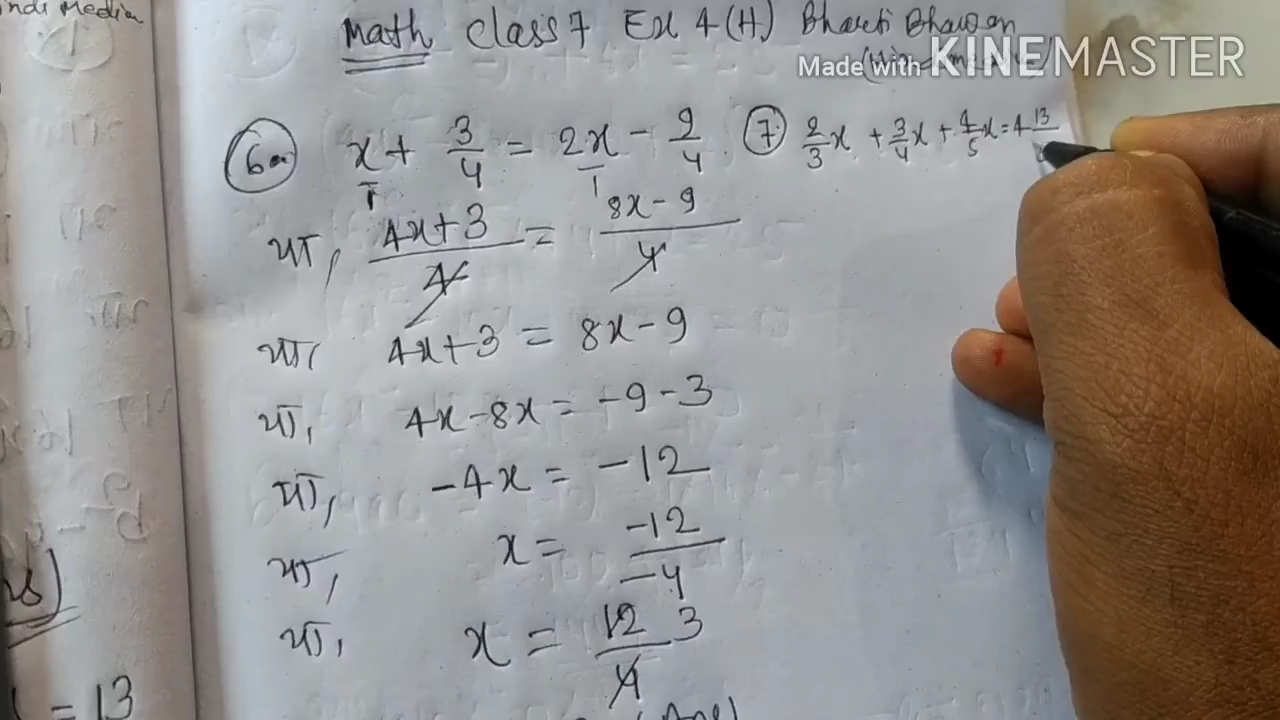 Math Class 7 Ex 4(H) Bharti Bhawan
Made with KINEMASTER
6 x + 3/4 = 2x/1 - 9/4
या, 4x+3/4 = 8x-9/4
या, 4x+3 = 8x-9
या, 4x-8x = -9-3
या, -4x = -12
या, x = -12/-4
या, x = 12/4 3
(Ans)
7 2/3x + 3/4x + 4/5x = 4 13/
= 13